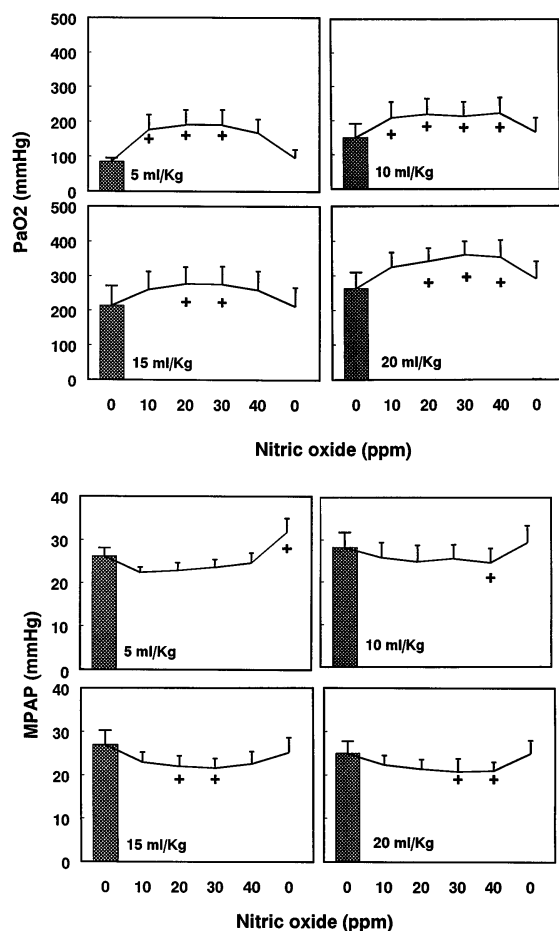 500
400
300
200
100
0
5 ml/Kg
10 ml/Kg
+ + +
+ + + +
PaO2 (mmHg)
500
400
300
200
100
0
15 ml/Kg
20 ml/Kg
+ +
+ + +
0 10 20 30 40 0
0 10 20 30 40 0
Nitric oxide (ppm)
40
30
20
10
0
5 ml/Kg
10 ml/Kg
+
+
MPAP (mmHg)
40
30
20
10
0
15 ml/Kg
20 ml/Kg
+ +
+ +
0 10 20 30 40 0
0 10 20 30 40 0
Nitric oxide (ppm)